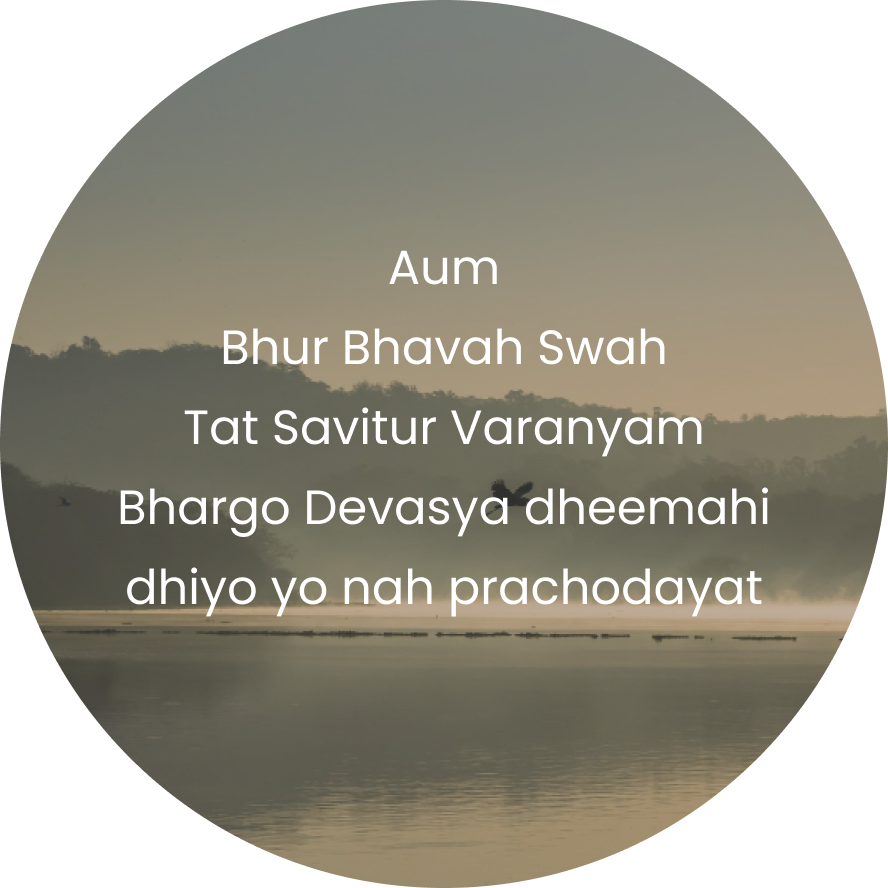 Aum
Bhur Bhavah Swah
Tat Savitur Varanyam
Bhargo Devasya dheemahi
dhiyo yo nah prachodayat